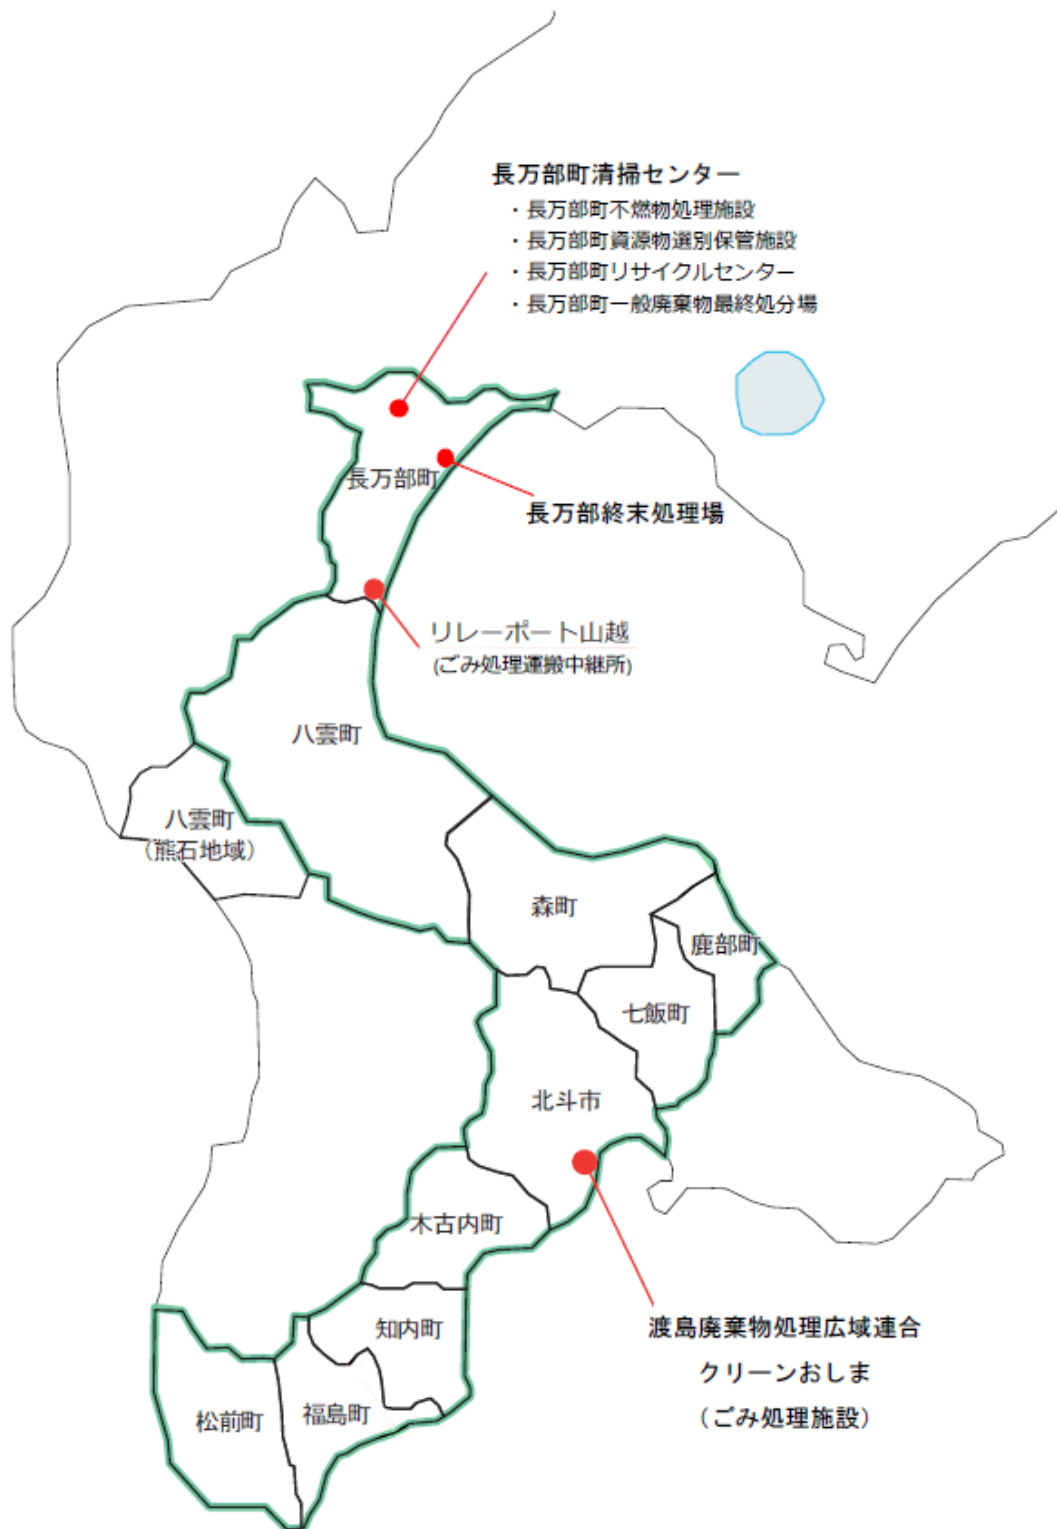 長万部町清掃センター
・長万部町不燃物処理施設
・長万部町資源物選別保管施設
・長万部町リサイクルセンター
・長万部町一般廃棄物最終処分場
長万部町
長万部終末処理場
リレーポート山越
(ごみ処理運搬中継所)
八雲町
八雲町
（熊石地域）
森町
鹿部町
七飯町
北斗市
木古内町
知内町
福島町
松前町
渡島廃棄物処理広域連合
クリーンおしま
（ごみ処理施設）